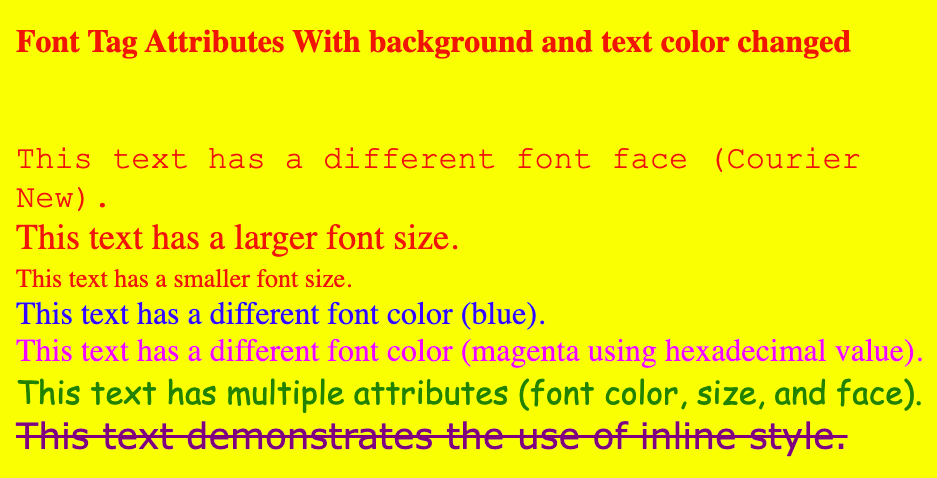 Font Tag Attributes With background and text color changed
This text has a different font face (Courier
New).
This text has a larger font size.
This text has a smaller font size.
This text has a different font color (blue).
This text has a different font color (magenta using hexadecimal value).
This text has multiple attributes (font color, size, and face).
This text demonstrates the use of inline style.